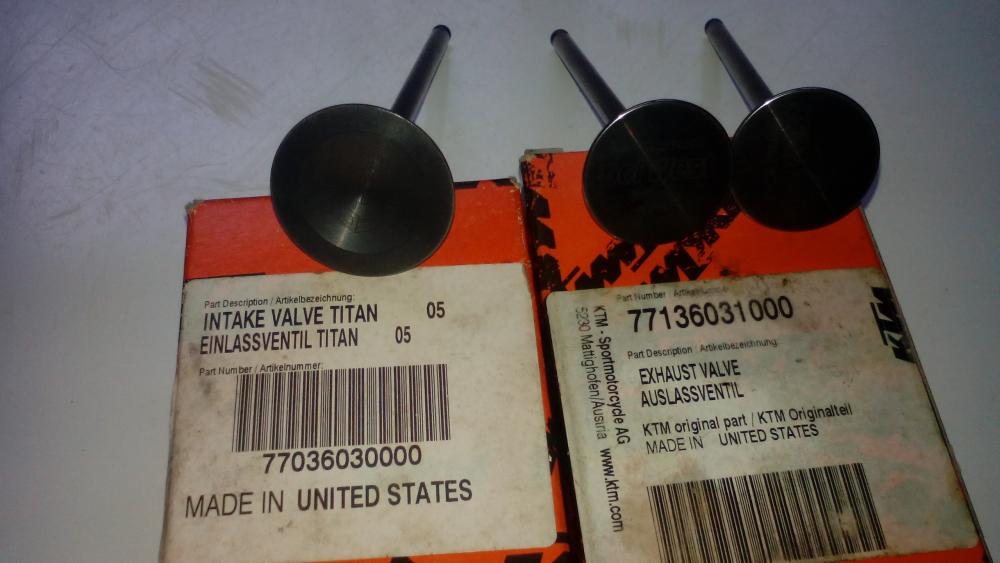 Part Description / Artikelbezeichnung:
INTAKE VALVE TITAN 05
EINLASSVENTIL TITAN 05
Part Number / Artikelnummer:
77036030000
MADE IN UNITED STATES
KTM - Sportmotorcycle AG
5230 Mattighofen/Austria www.ktm.com
Part Number / Artikelnummer:
77136031000
KTM
Part Description / Artikelbezeichnung:
EXHAUST VALVE
AUSLASSVENTIL
KTM original part / KTM Originalteil
MADE IN UNITED STATES